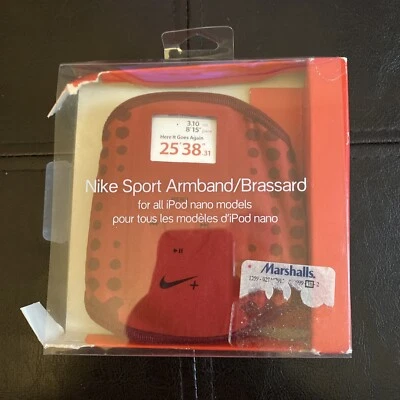 3.10
8'15"
Here It Goes Again
25'38".31
Nike Sport Armband/Brassard
for all iPod nano models
pour tous les modèles d'iPod nano
Marshalls